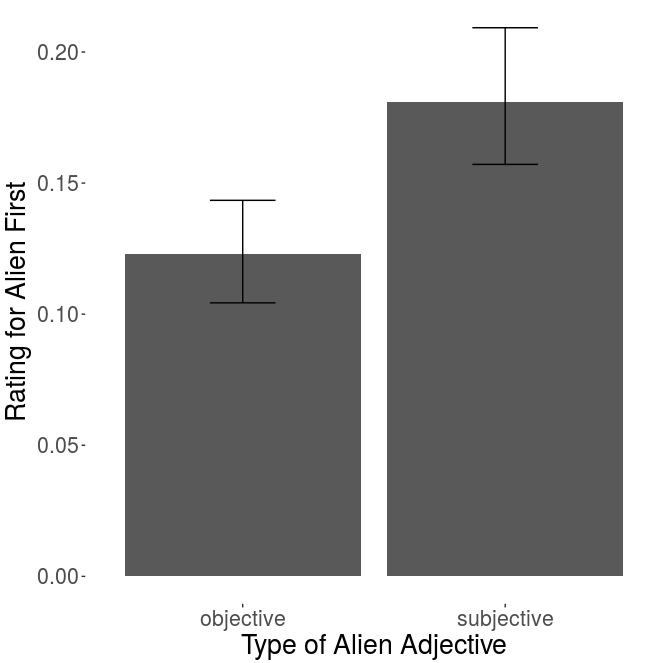 Rating for Alien First
0.20
0.15
0.10
0.05
0.00
objective subjective
Type of Alien Adjective